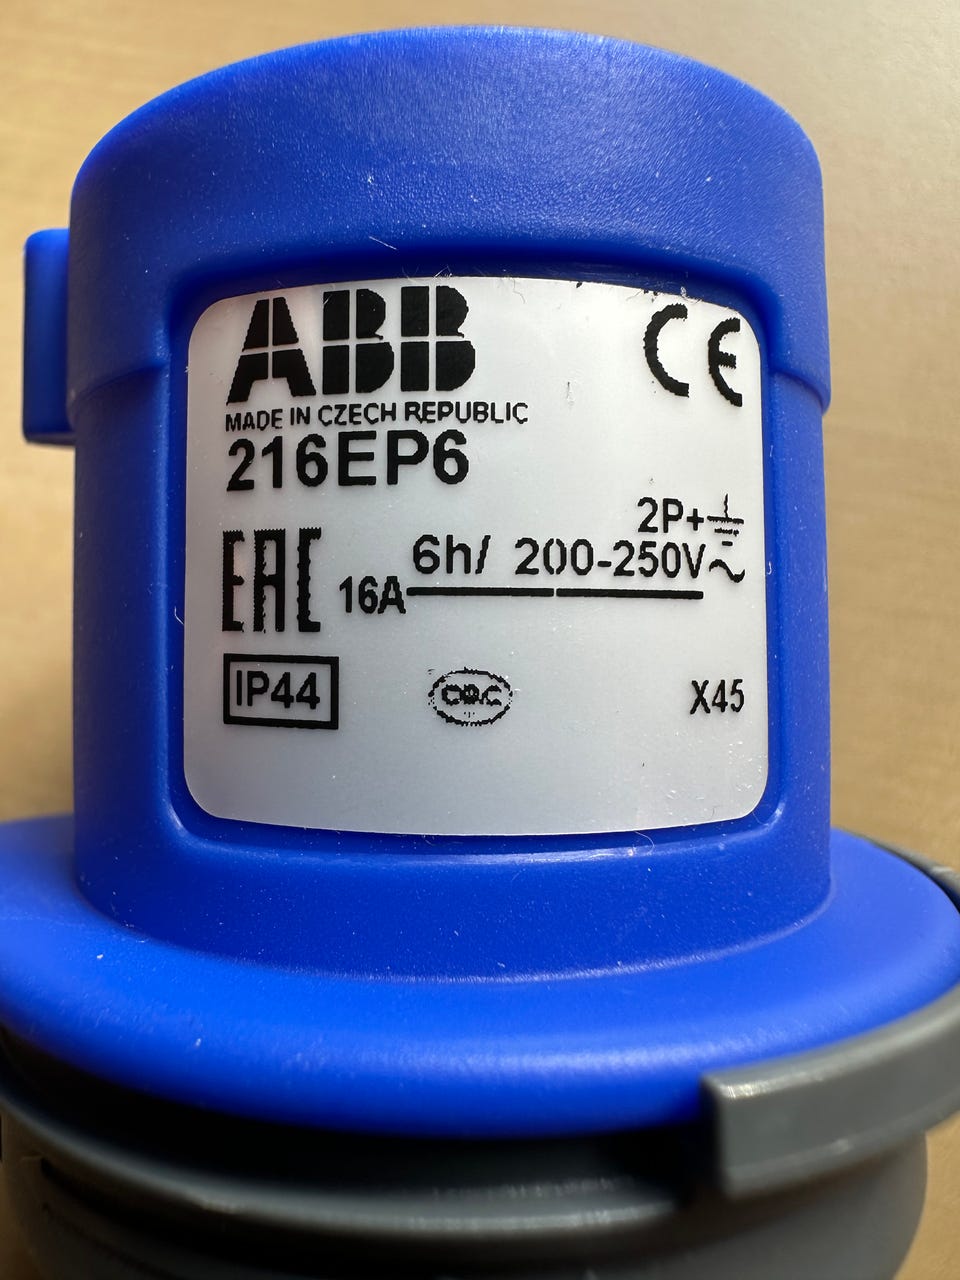 ABB
CE
MADE IN CZECH REPUBLIC
216EP6
2P+⏚
EAC
16A 6h/ 200-250V~
IP44
CQC
X45